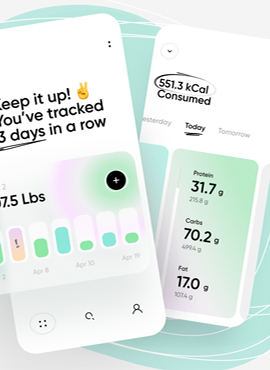 Keep it up! ✌️
You've tracked
3 days in a row
2
7.5 Lbs
2
Apr 8
Apr 10
Apr 19
551.3 kCal
Consumed
Yesterday
Today
Tomorrow
Protein
31.7 g
215.8 g
Carbs
70.2 g
499.4 g
Fat
17.0 g
107.4 g